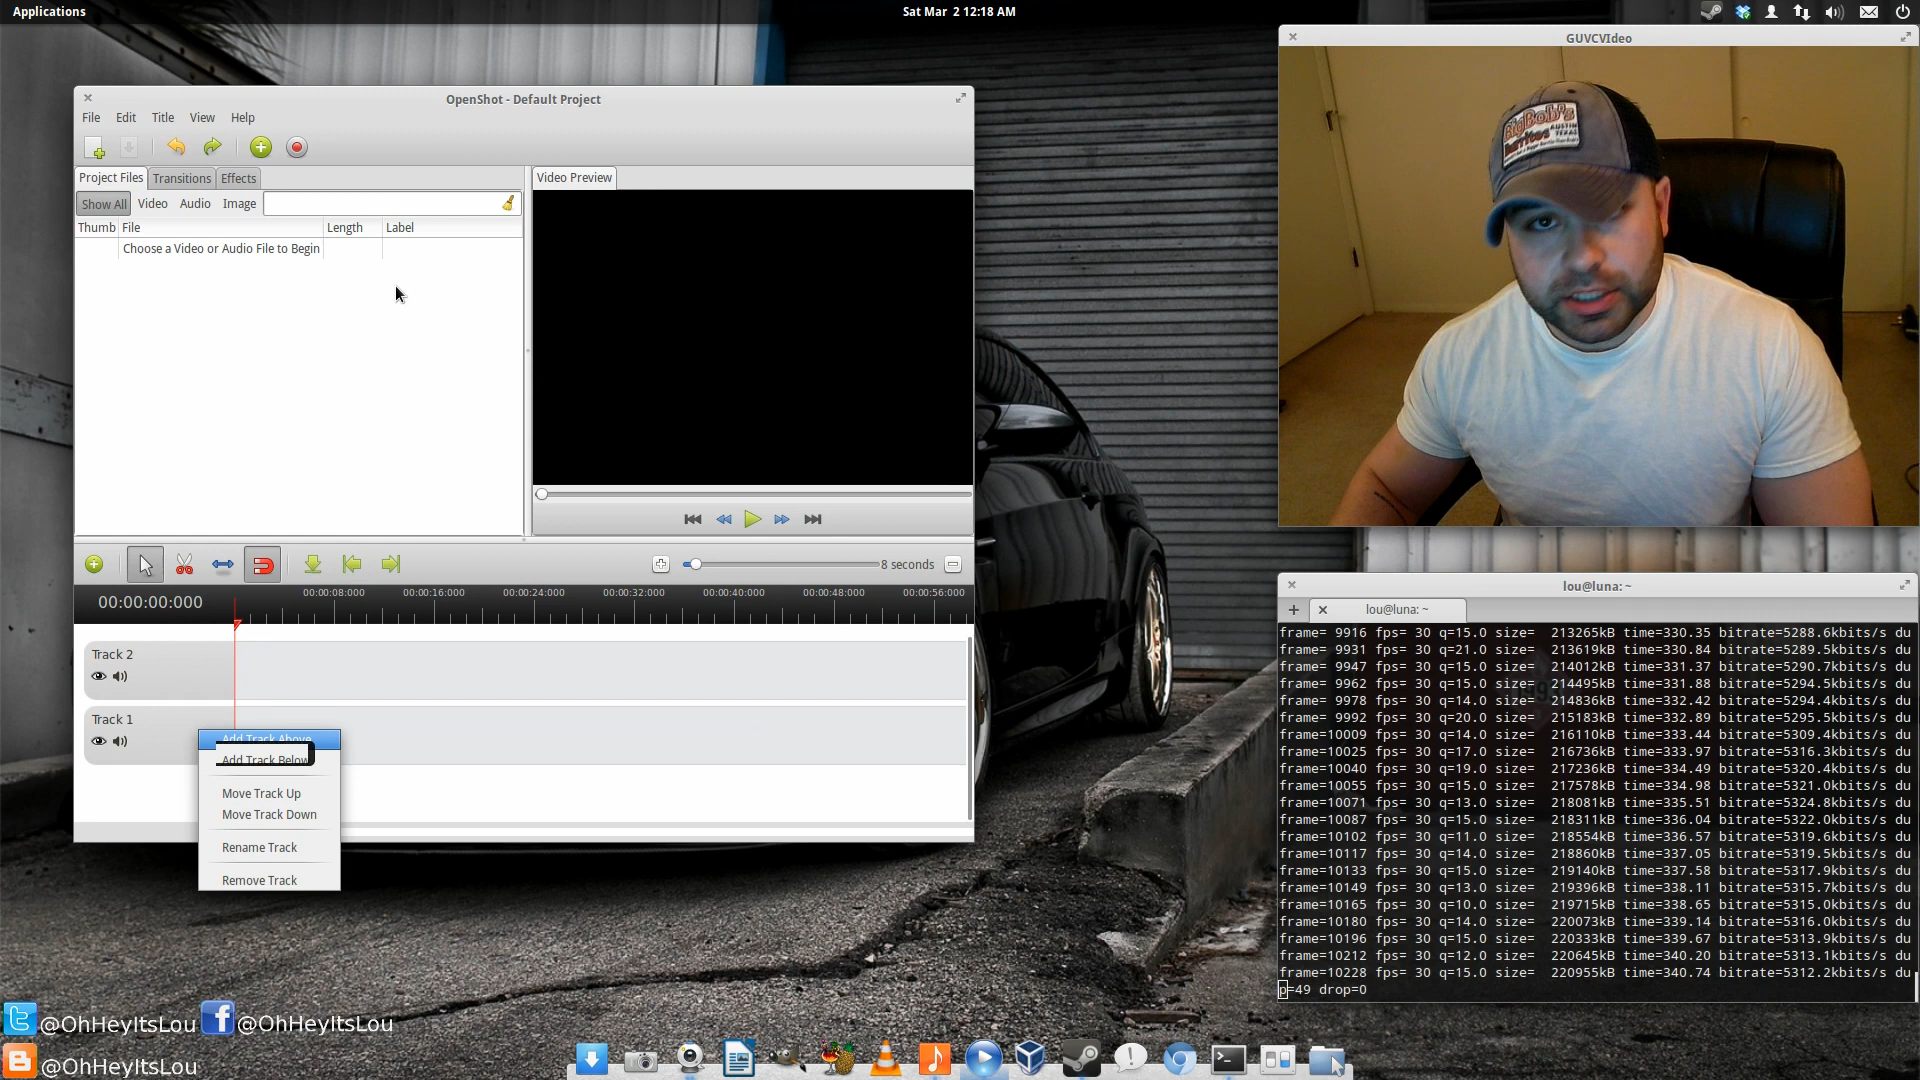 Applications
Sat Mar 2 12:18 AM
OpenShot - Default Project
File Edit Title View Help
Project Files Transitions Effects
Show All Video Audio Image
Thumb File Length Label
Choose a Video or Audio File to Begin
Video Preview
8 seconds
00:00:00:000
00:00:08:000 00:00:16:000 00:00:24:000 00:00:32:000 00:00:40:000 00:00:48:000 00:00:56:000
Track 2
Track 1
Add Track Above
Add Track Below
Move Track Up
Move Track Down
Rename Track
Remove Track
GUVCVIdeo
BigBob's
AUSTIN
TEXAS
lou@luna: ~
lou@luna: ~
frame= 9916 fps= 30 q=15.0 size= 213265kB time=330.35 bitrate=5288.6kbits/s du
frame= 9931 fps= 30 q=21.0 size= 213619kB time=330.84 bitrate=5289.5kbits/s du
frame= 9947 fps= 30 q=15.0 size= 214012kB time=331.37 bitrate=5290.7kbits/s du
frame= 9962 fps= 30 q=15.0 size= 214495kB time=331.88 bitrate=5294.5kbits/s du
frame= 9978 fps= 30 q=14.0 size= 214836kB time=332.42 bitrate=5294.4kbits/s du
frame= 9992 fps= 30 q=20.0 size= 215183kB time=332.89 bitrate=5295.5kbits/s du
frame=10009 fps= 30 q=14.0 size= 216110kB time=333.44 bitrate=5309.4kbits/s du
frame=10025 fps= 30 q=17.0 size= 216736kB time=333.97 bitrate=5316.3kbits/s du
frame=10040 fps= 30 q=19.0 size= 217236kB time=334.49 bitrate=5320.4kbits/s du
frame=10055 fps= 30 q=15.0 size= 217578kB time=334.98 bitrate=5321.0kbits/s du
frame=10071 fps= 30 q=13.0 size= 218081kB time=335.51 bitrate=5324.8kbits/s du
frame=10087 fps= 30 q=15.0 size= 218311kB time=336.04 bitrate=5322.0kbits/s du
frame=10102 fps= 30 q=11.0 size= 218554kB time=336.57 bitrate=5319.6kbits/s du
frame=10117 fps= 30 q=14.0 size= 218860kB time=337.05 bitrate=5319.5kbits/s du
frame=10133 fps= 30 q=15.0 size= 219140kB time=337.58 bitrate=5317.9kbits/s du
frame=10149 fps= 30 q=13.0 size= 219396kB time=338.11 bitrate=5315.7kbits/s du
frame=10165 fps= 30 q=10.0 size= 219715kB time=338.65 bitrate=5315.0kbits/s du
frame=10180 fps= 30 q=14.0 size= 220073kB time=339.14 bitrate=5316.0kbits/s du
frame=10196 fps= 30 q=15.0 size= 220333kB time=339.67 bitrate=5313.9kbits/s du
frame=10212 fps= 30 q=12.0 size= 220645kB time=340.20 bitrate=5313.1kbits/s du
frame=10228 fps= 30 q=15.0 size= 220955kB time=340.74 bitrate=5312.2kbits/s du
p=49 drop=0
@OhHeyItsLou @OhHeyItsLou
@OhHeyItsLou